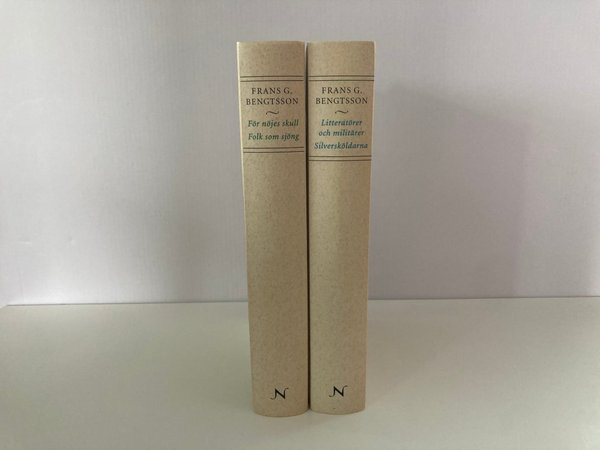 FRANS G.
BENGTSSON
För nöjes skull
Folk som sjöng
N
FRANS G.
BENGTSSON
Litteratörer
och militärer
Silversköldarna
N